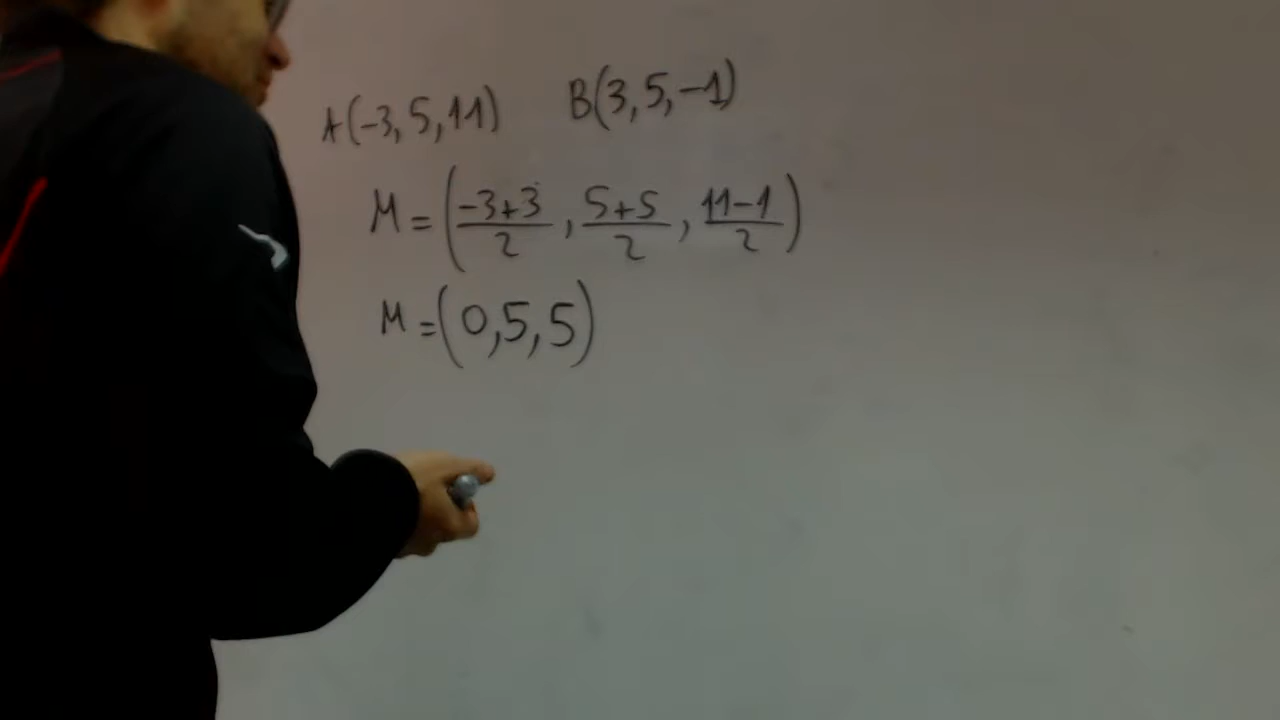 A(-3, 5, 11) B(3, 5, -1)
M = (-3+3/2, 5+5/2, 11-1/2)
M = (0, 5, 5)